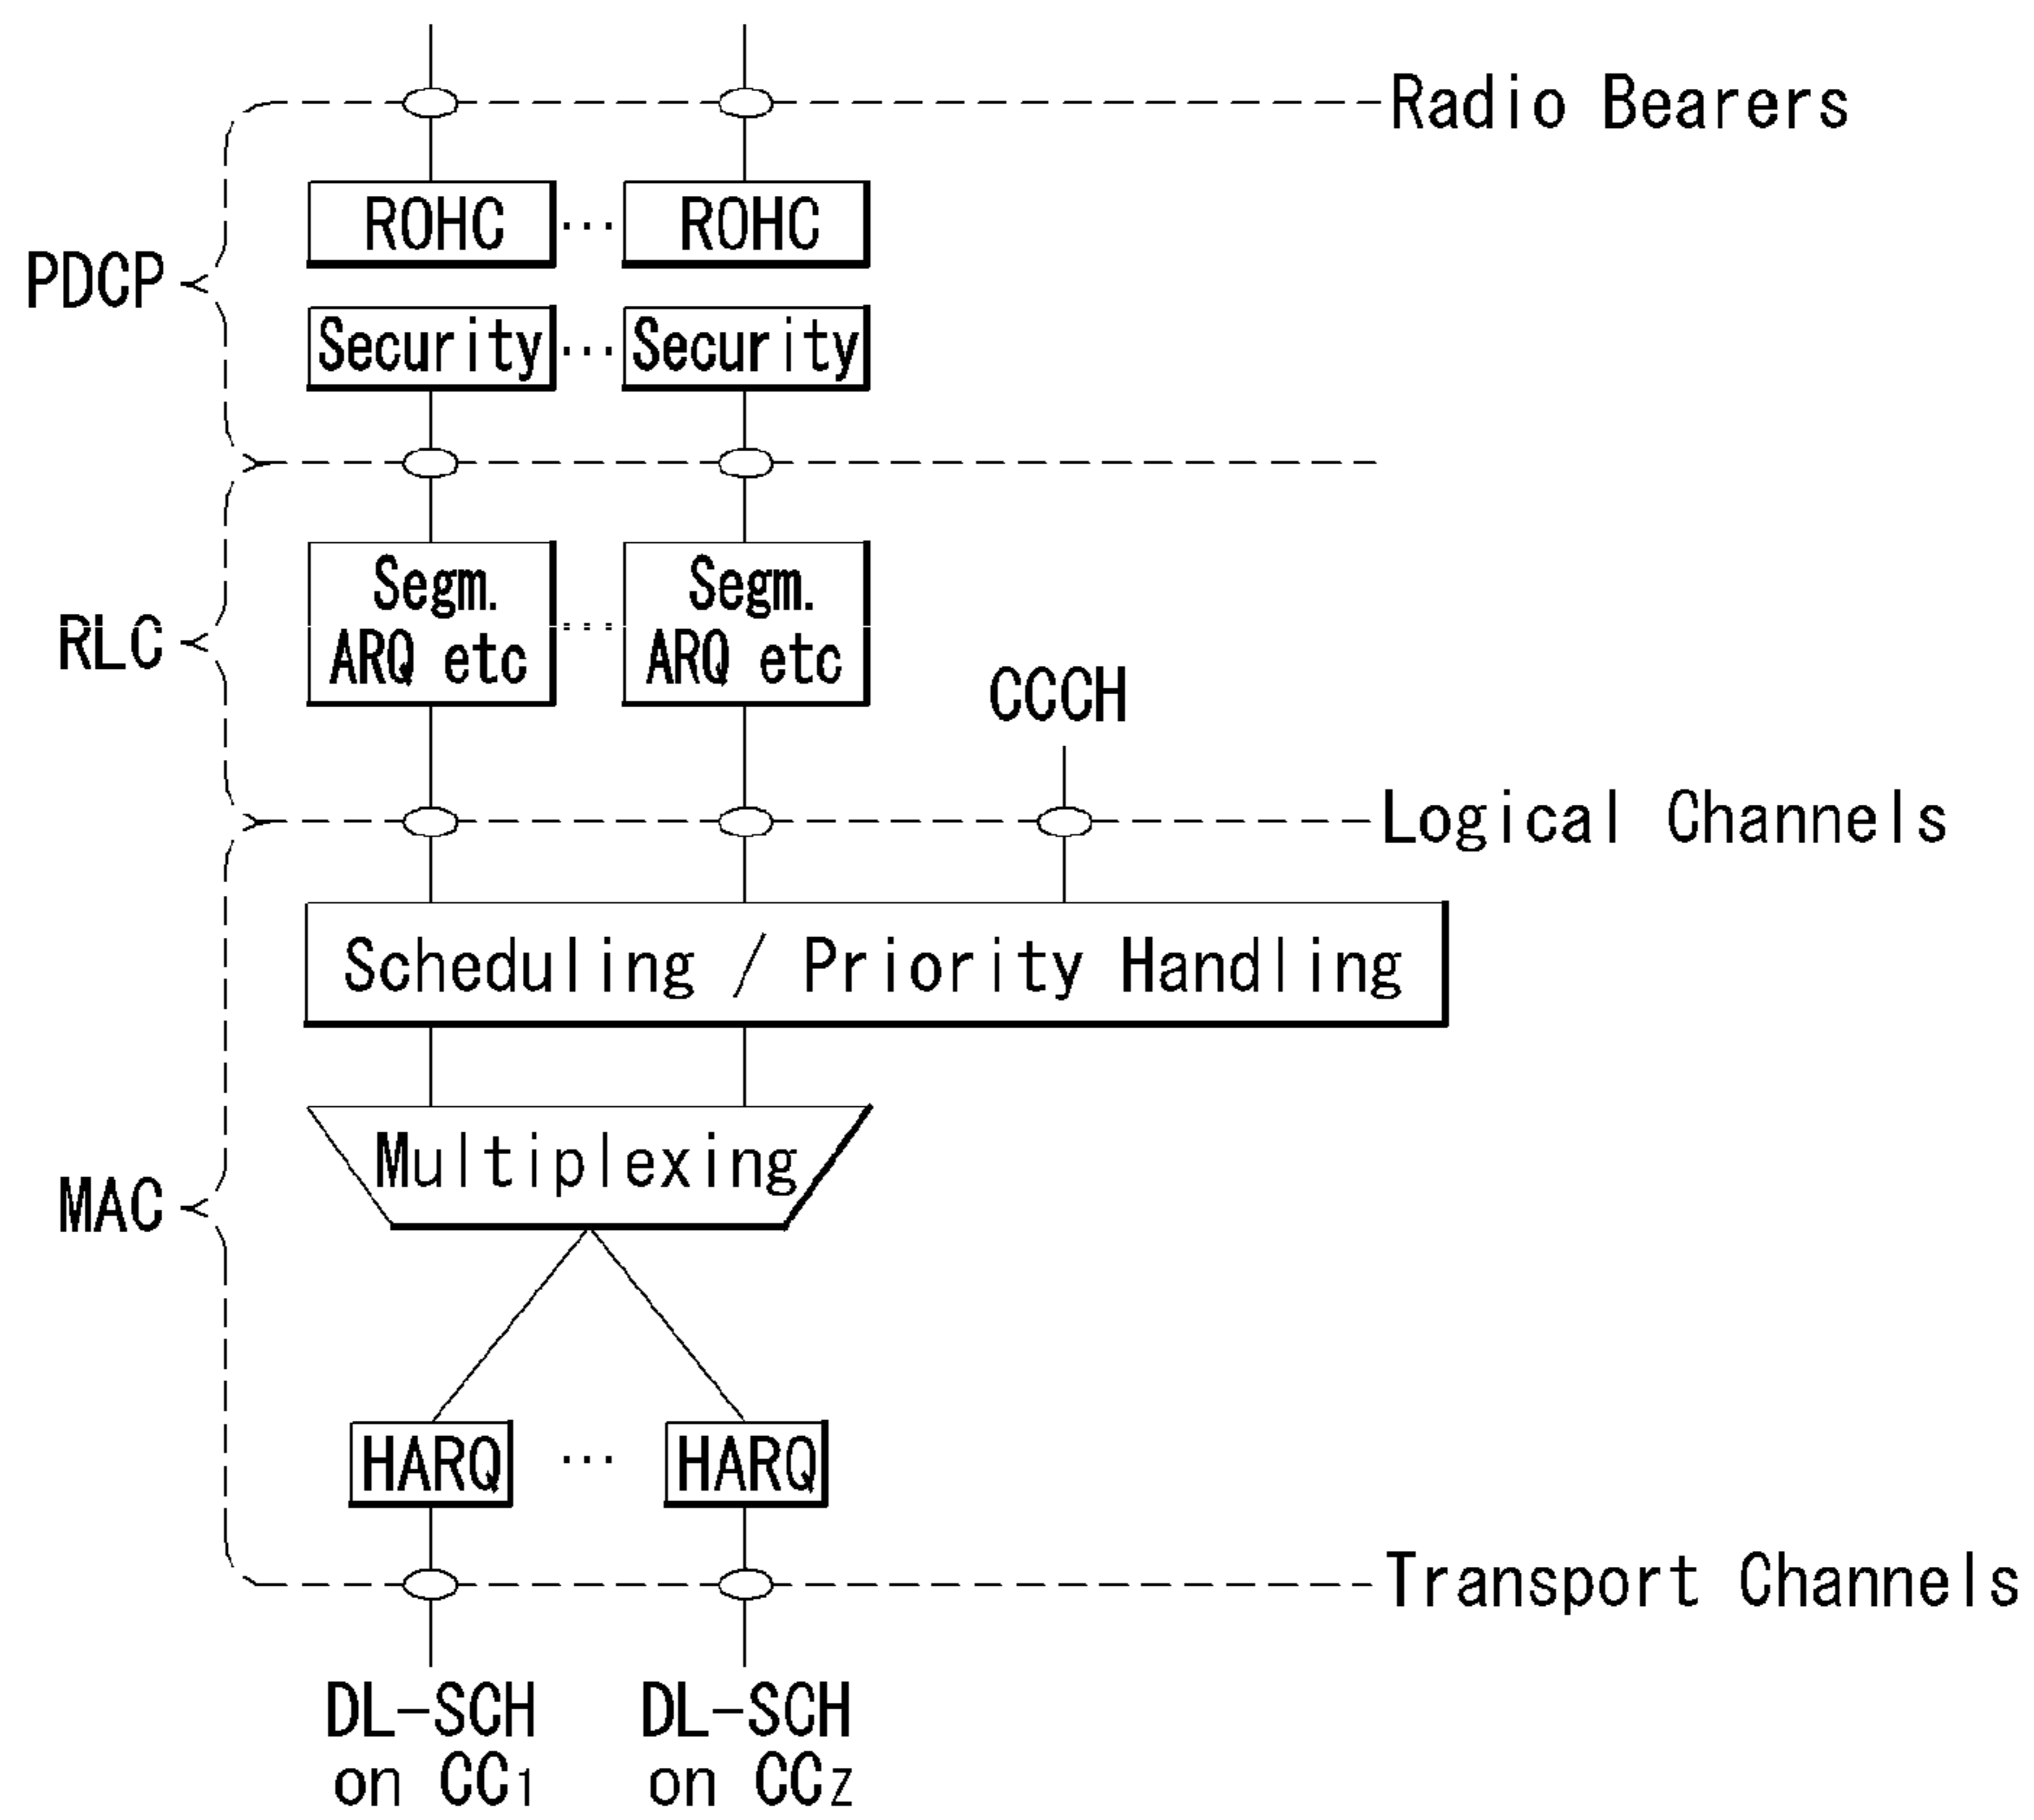 Radio Bearers
ROHC ... ROHC
PDCP
Security ... Security
Segm. ... Segm.
ARQ etc ARQ etc
RLC
CCCH
Logical Channels
Scheduling / Priority Handling
Multiplexing
MAC
HARQ ... HARQ
Transport Channels
DL-SCH DL-SCH
on CC1 on CCZ